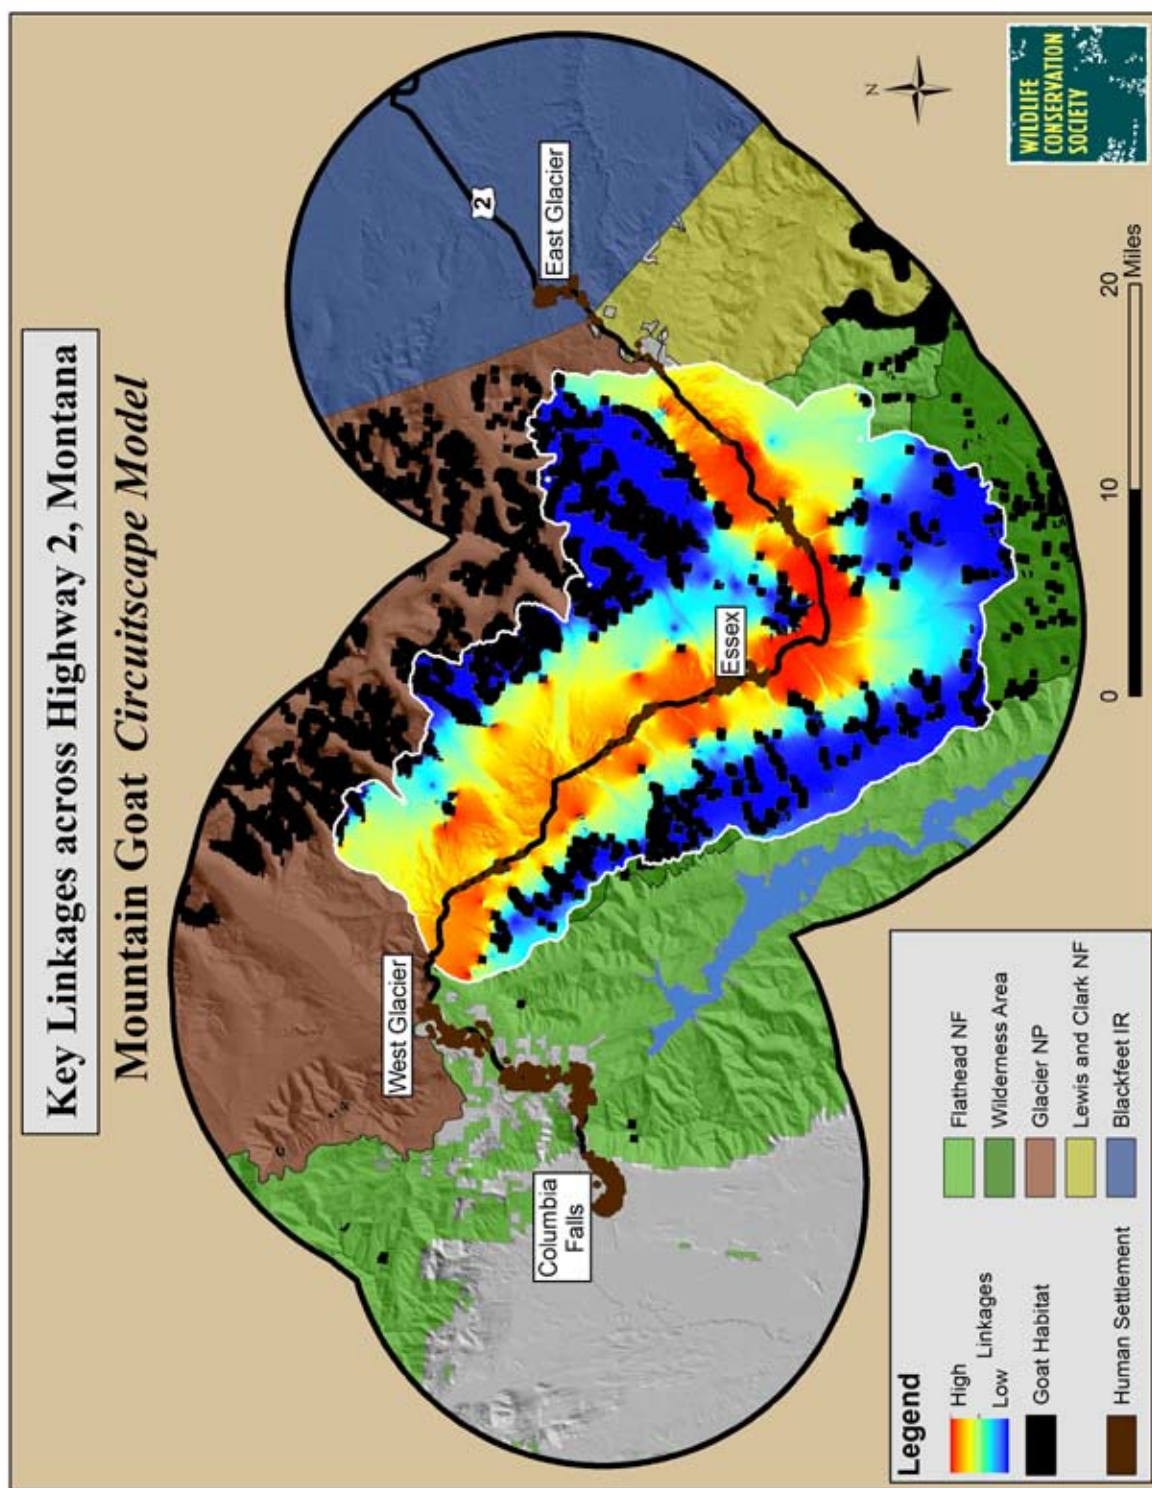 Key Linkages across Highway 2, Montana
Mountain Goat Circuitscape Model
N
2
East Glacier
West Glacier
Essex
Columbia
Falls
Legend
High
Linkages
Low
Goat Habitat
Human Settlement
Flathead NF
Wilderness Area
Glacier NP
Lewis and Clark NF
Blackfeet IR
0
10
20
Miles
WILDLIFE
CONSERVATION
SOCIETY